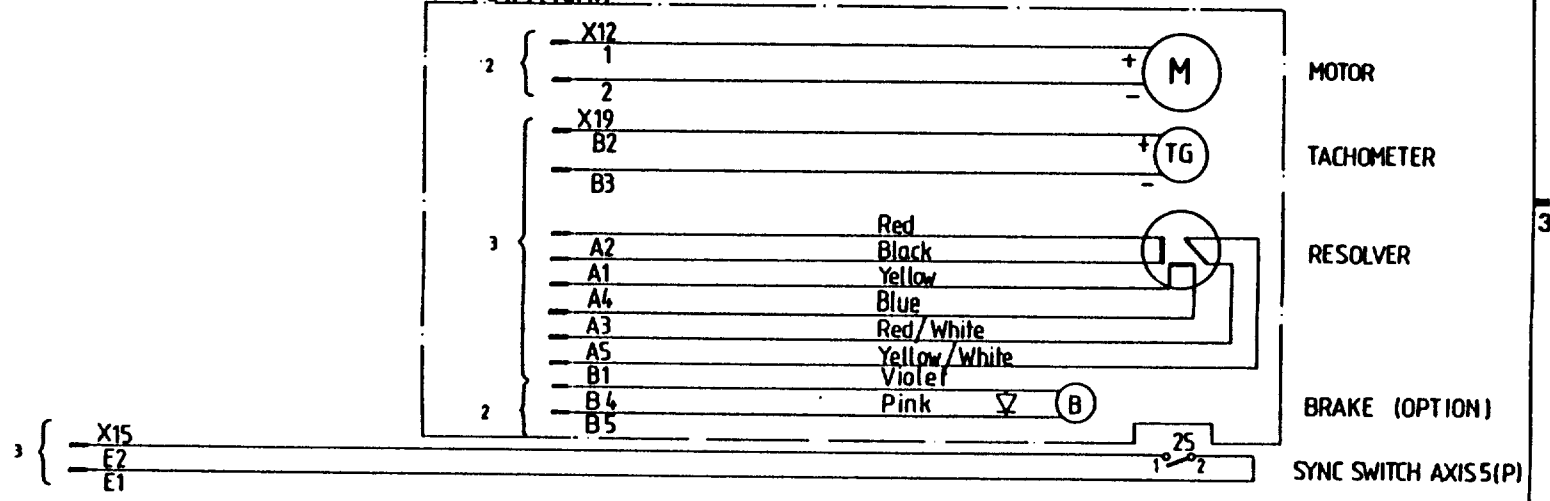 X12
1
2
2
+
-
M
MOTOR
X19
B2
B3
+
-
TG
TACHOMETER
3
3
Red
A2
Black
A1
Yellow
A4
Blue
A3
Red/White
A5
Yellow/White
RESOLVER
B1
Violet
B4
Pink
B5
2
B
BRAKE (OPTION)
3
X15
E2
E1
2S
1
2
SYNC SWITCH AXIS 5(P)